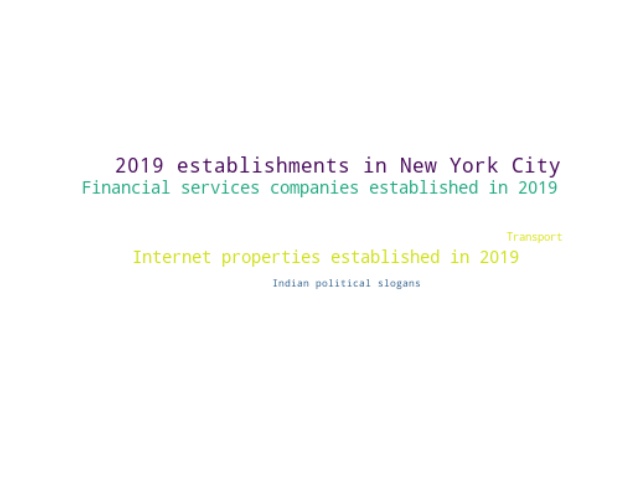 2019 establishments in New York City
Financial services companies established in 2019
Transport
Internet properties established in 2019
Indian political slogans